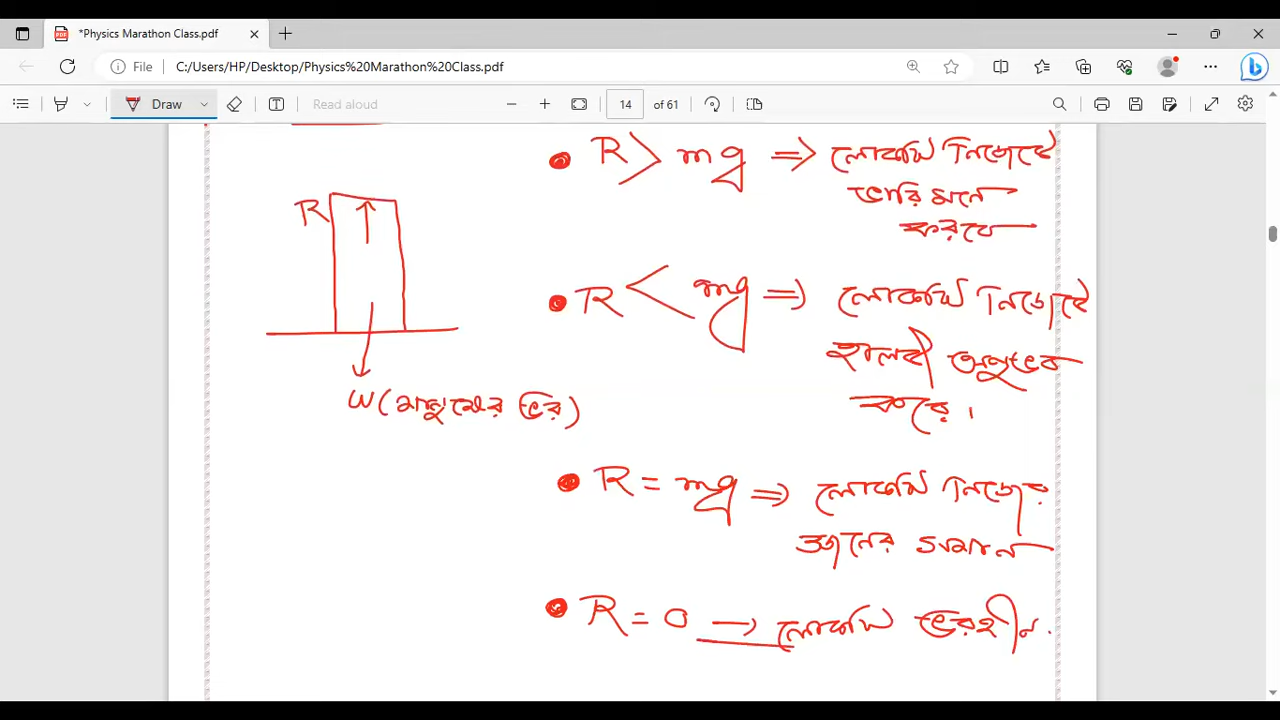 *Physics Marathon Class.pdf
File C:/Users/HP/Desktop/Physics%20Marathon%20Class.pdf
Draw Read aloud 14 of 61
R > mg ⇒ লোকটি নিজেকে
ভারি মনে
করবে
R
R < mg ⇒ লোকটি নিজেকে
হালকা অনুভব
করে।
W (মানুষের ভর)
R = mg ⇒ লোকটি নিজের
ওজনের সমান
R = 0 → লোকটি ভরহীন.